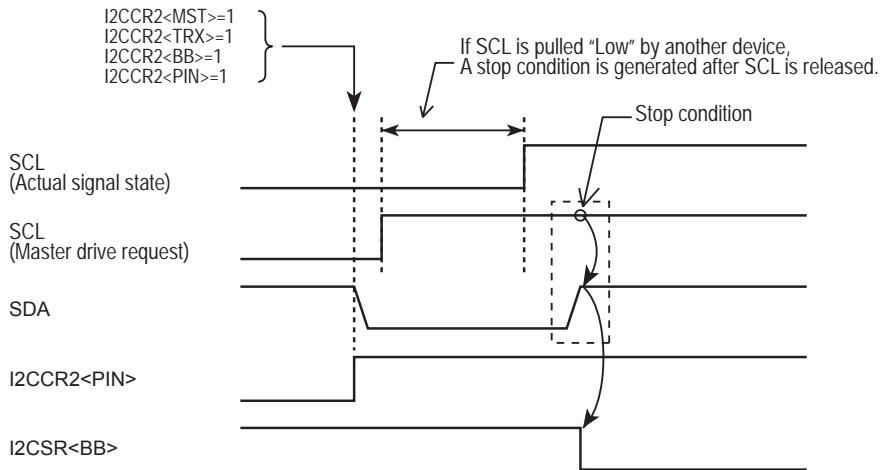 I2CCR2<MST>=1
I2CCR2<TRX>=1
I2CCR2<BB>=1
I2CCR2<PIN>=1
If SCL is pulled “Low” by another device,
A stop condition is generated after SCL is released.
Stop condition
SCL
(Actual signal state)
SCL
(Master drive request)
SDA
I2CCR2<PIN>
I2CSR<BB>